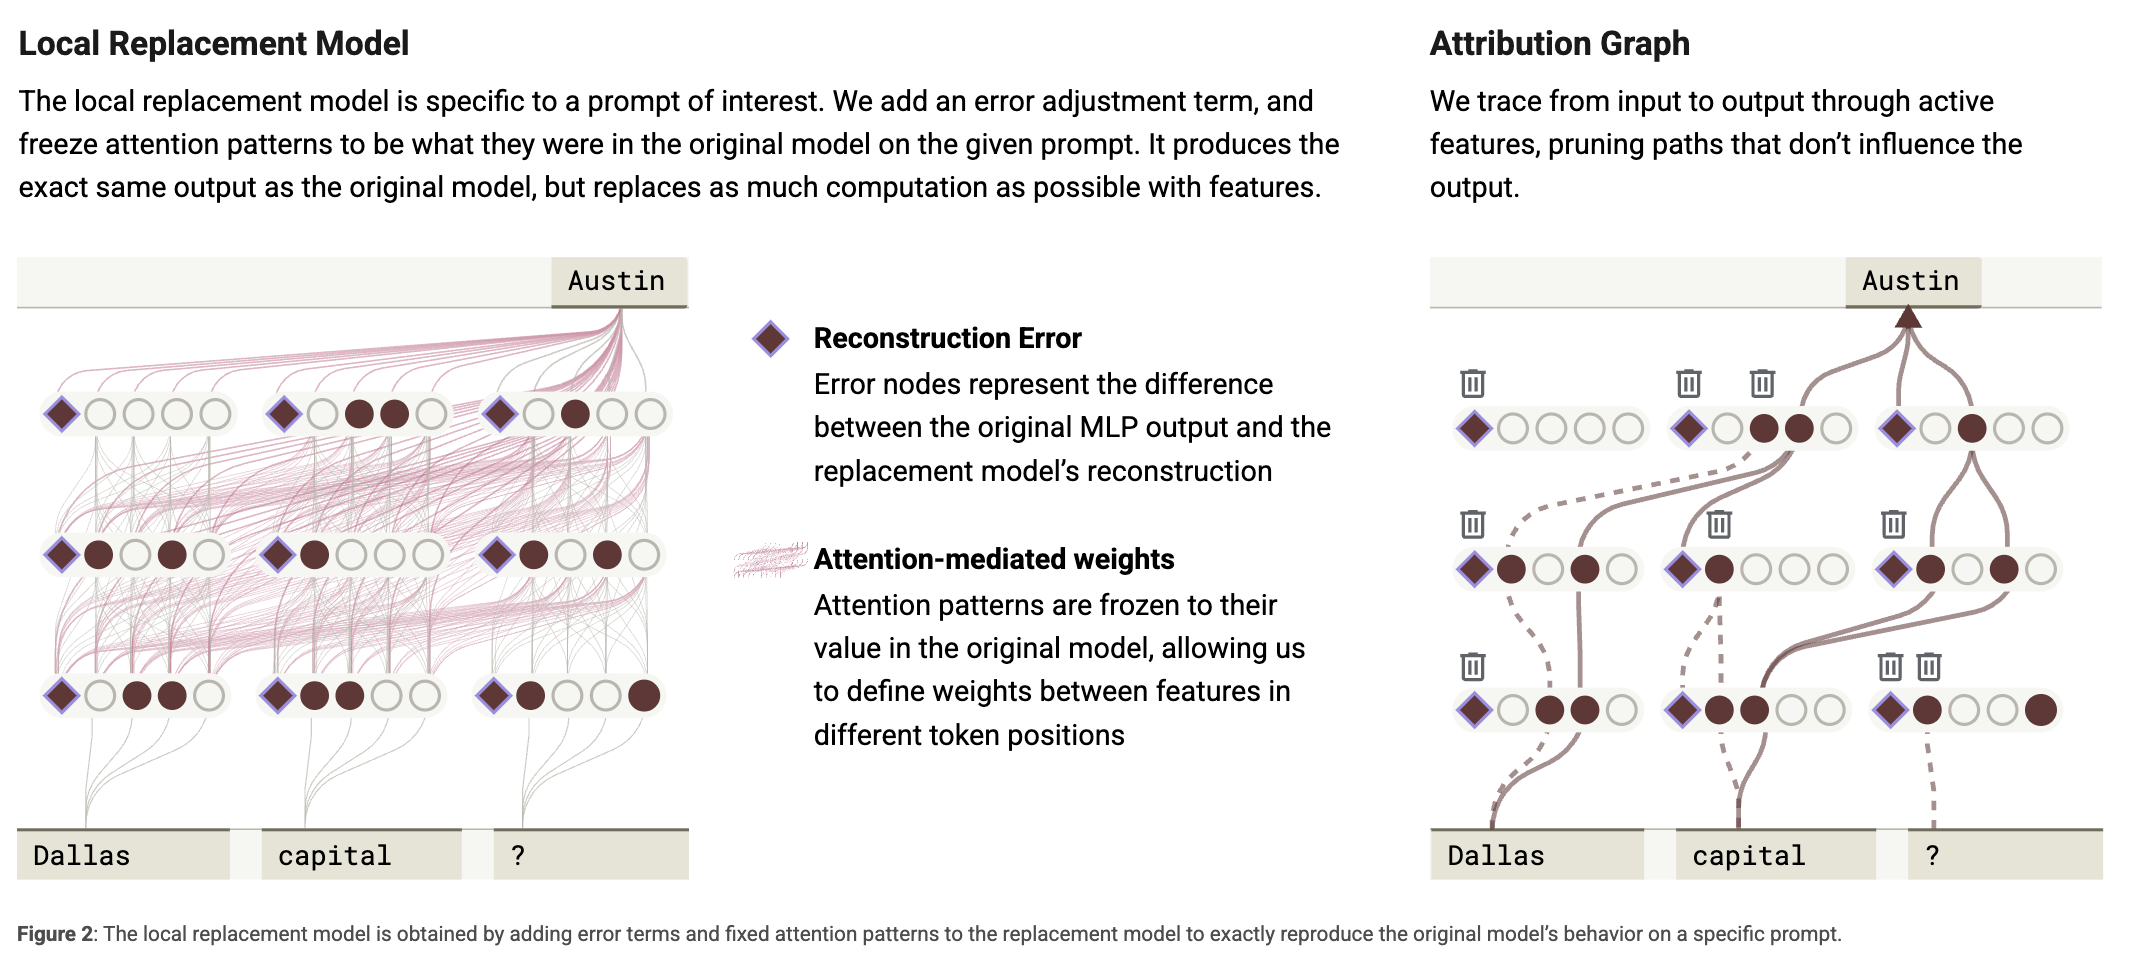 Local Replacement Model
The local replacement model is specific to a prompt of interest. We add an error adjustment term, and
freeze attention patterns to be what they were in the original model on the given prompt. It produces the
exact same output as the original model, but replaces as much computation as possible with features.
Attribution Graph
We trace from input to output through active
features, pruning paths that don’t influence the
output.
Austin
Reconstruction Error
Error nodes represent the difference
between the original MLP output and the
replacement model’s reconstruction
Attention-mediated weights
Attention patterns are frozen to their
value in the original model, allowing us
to define weights between features in
different token positions
Dallas
capital
?
Austin
Dallas
capital
?
Figure 2: The local replacement model is obtained by adding error terms and fixed attention patterns to the replacement model to exactly reproduce the original model’s behavior on a specific prompt.